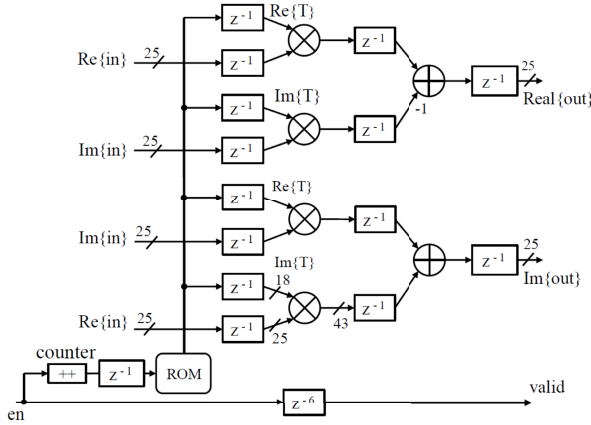 Re{T}
z⁻¹
z⁻¹
25
Re{in}
25
z⁻¹
z⁻¹
Real{out}
Im{T}
z⁻¹
-1
25
Im{in}
z⁻¹
z⁻¹
Re{T}
z⁻¹
z⁻¹
25
Im{in}
25
z⁻¹
z⁻¹
Im{out}
Im{T}
18
z⁻¹
25
Re{in}
z⁻¹
25
43
z⁻¹
counter
++
z⁻¹
ROM
valid
en
z⁻⁶